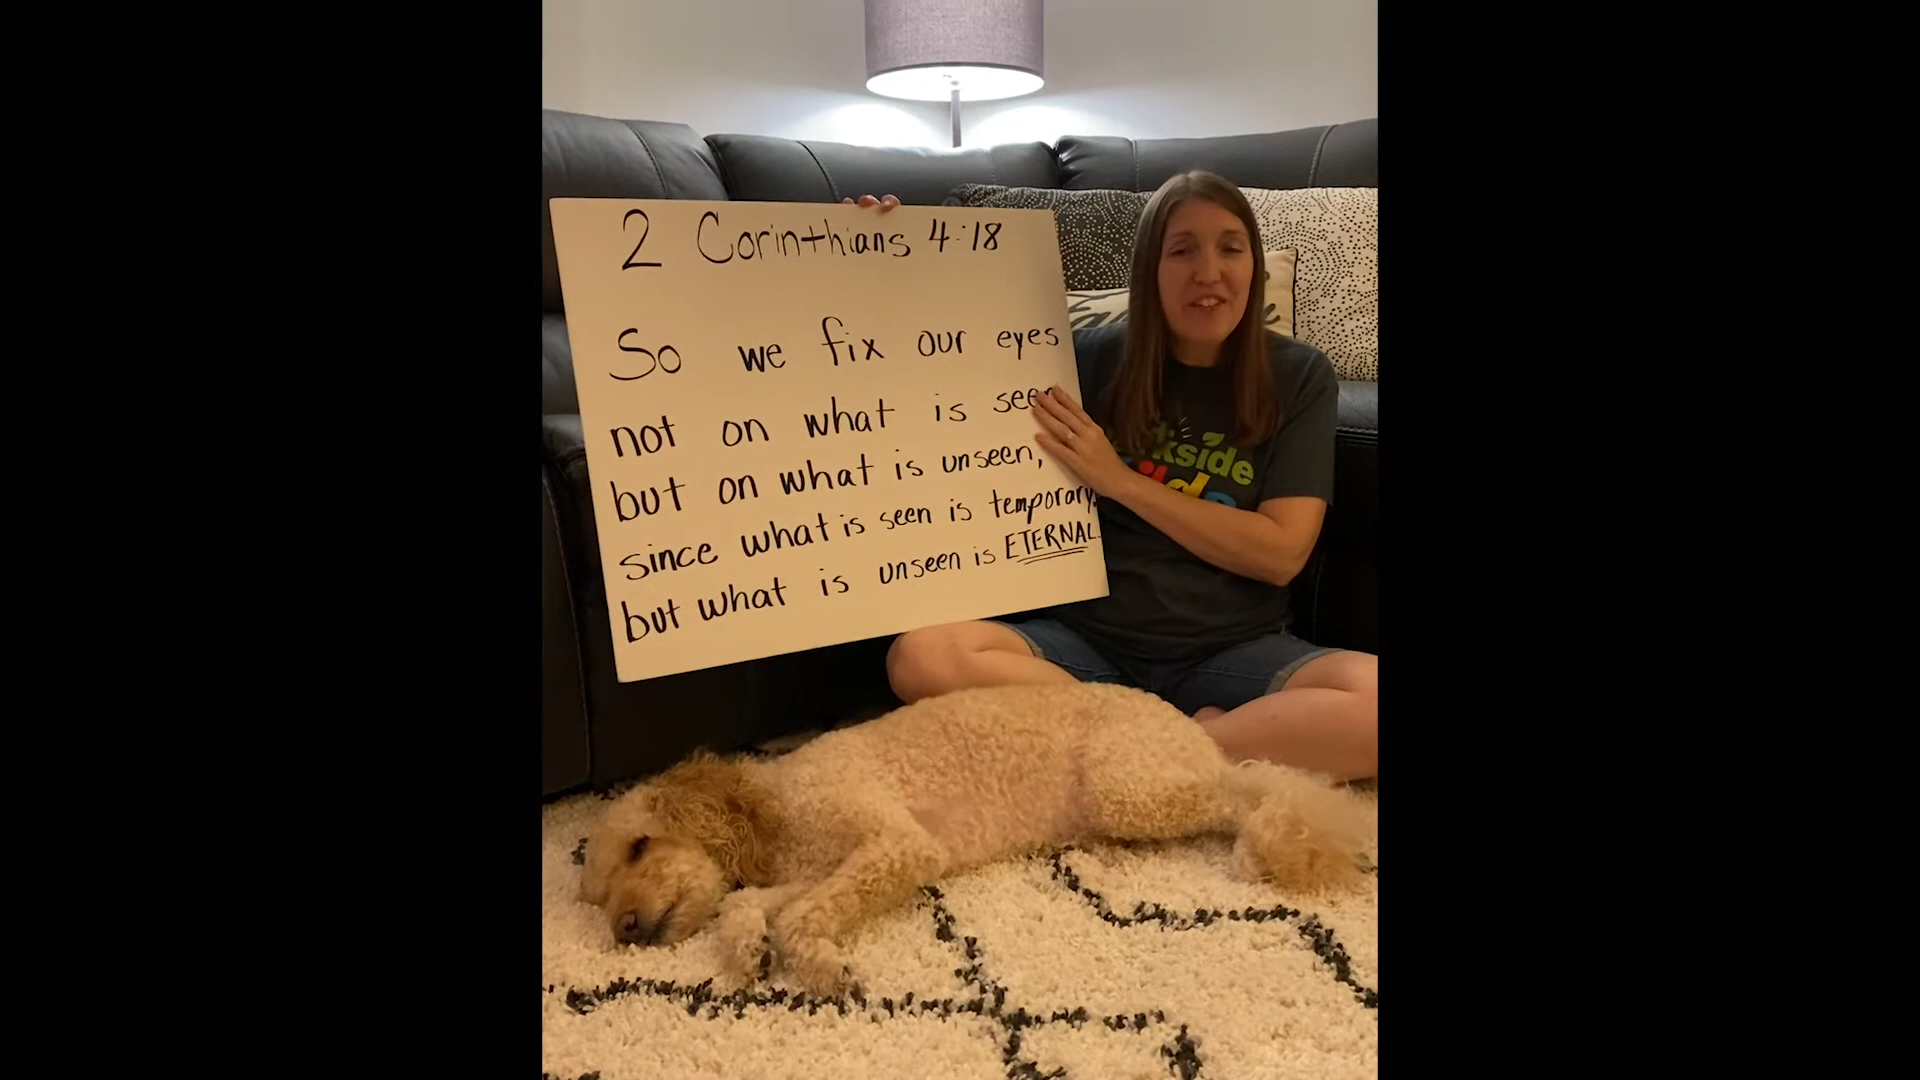 2 Corinthians 4:18
So we fix our eyes
not on what is seen
but on what is unseen,
since what is seen is temporary,
but what is unseen is ETERNAL.